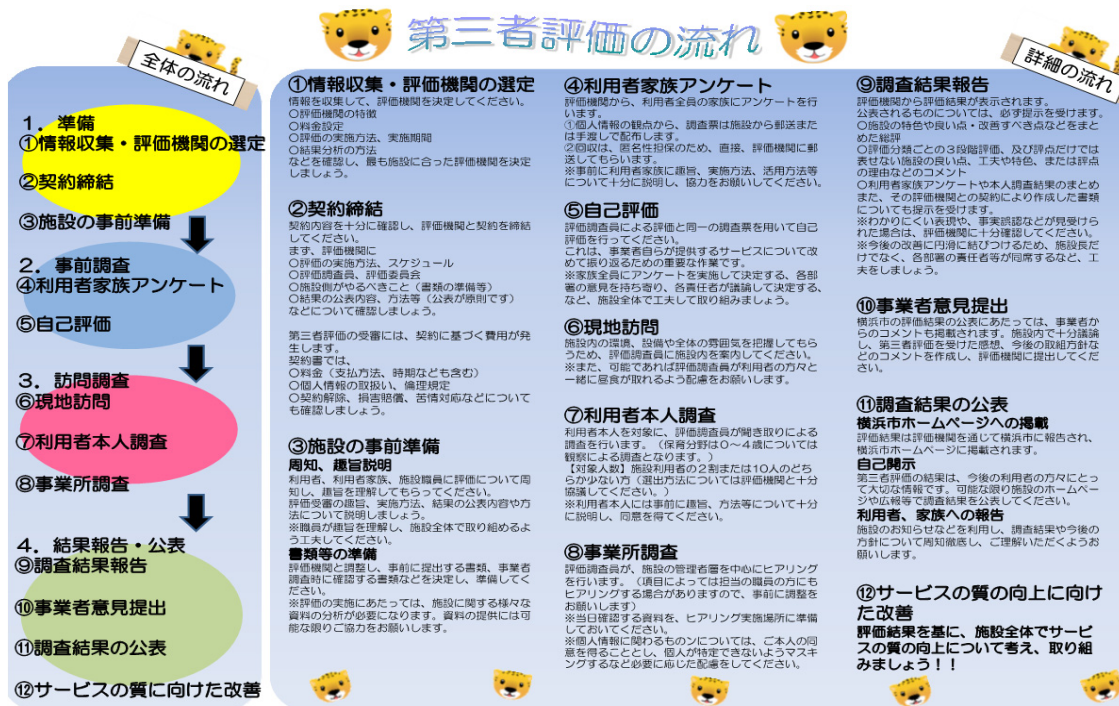 第三者評価の流れ
全体の流れ
1．準備
①情報収集・評価機関の選定
②契約締結
③施設の事前準備
2．事前調査
④利用者家族アンケート
⑤自己評価
3．訪問調査
⑥現地訪問
⑦利用者本人調査
⑧事業所調査
4．結果報告・公表
⑨調査結果報告
⑩事業者意見提出
⑪調査結果の公表
⑫サービスの質に向けた改善
詳細の流れ
①情報収集・評価機関の選定
情報を収集して、評価機関を決定してください。
○評価機関の特徴
○料金設定
○評価の実施方法、実施期間
○結果分析の方法
などを確認し、最も施設に合った評価機関を決定
しましょう。
②契約締結
契約内容を十分に確認し、評価機関と契約を締結
してください。
まず、評価機関に
○評価の実施方法、スケジュール
○評価調査員、評価委員会
○施設側がやるべきこと（書類の準備等）
○結果の公表内容、方法等（公表が原則です）
などについて確認しましょう。
第三者評価の受審には、契約に基づく費用が発
生します。
契約書では、
○料金（支払方法、時期なども含む）
○個人情報の取扱い、倫理規定
○契約解除、損害賠償、苦情対応などについて
も確認しましょう。
③施設の事前準備
周知、趣旨説明
利用者、利用者家族、施設職員に評価について周
知し、趣旨を理解してもらってください。
評価受審の趣旨、実施方法、結果の公表内容や方
法について説明しましょう。
※職員が趣旨を理解し、施設全体で取り組めるよ
う工夫してください。
書類等の準備
評価機関と調整し、事前に提出する書類、事業者
調査時に確認する書類などを決定し、準備してく
ださい。
※評価の実施にあたっては、施設に関する様々な
資料の分析が必要になります。資料の提供には可
能な限りご協力をお願いします。
④利用者家族アンケート
評価機関から、利用者全員の家族にアンケートを行
います。
①個人情報の観点から、調査票は施設から郵送また
は手渡しで配布します。
②回収は、匿名性担保のため、直接、評価機関に郵
送してもらいます。
※事前に利用者家族に趣旨、実施方法、活用方法等
について十分に説明し、協力をお願いしてください。
⑤自己評価
評価調査員による評価と同一の調査票を用いて自己
評価を行ってください。
これは、事業者自らが提供するサービスについて改
めて振り返るための重要な作業です。
※家族全員にアンケートを実施して決定する、各部
署の意見を持ち寄り、各責任者が議論して決定する、
など、施設全体で工夫して取り組みましょう。
⑥現地訪問
施設内の環境、設備や全体の雰囲気を把握してもら
うため、評価調査員に施設内を案内してください。
※また、可能であれば評価調査員が利用者の方々と
一緒に昼食が取れるよう配慮をお願いします。
⑦利用者本人調査
利用者本人を対象に、評価調査員が聞き取りによる
調査を行います。（保育分野は０～４歳については
観察による調査となります。）
【対象人数】施設利用者の２割または10人のどち
らか少ない方（選出方法については評価機関と十分
協議してください。）
※利用者本人には事前に趣旨、方法等について十分
に説明し、同意を得てください。
⑧事業所調査
評価調査員が、施設の管理者層を中心にヒアリング
を行います。（項目によっては担当の職員の方にも
ヒアリングする場合がありますので、事前に調整を
お願いします）
※当日確認する資料を、ヒアリング実施場所に準備
しておいてください。
※個人情報に関わるものンについては、ご本人の同
意を得ることとし、個人が特定できないようマスキ
ングするなど必要に応じた配慮をしてください。
⑨調査結果報告
評価機関から評価結果が表示されます。
公表されるものについては、必ず提示を受けます。
○施設の特色や良い点・改善すべき点などをまと
めた総評
○評価分類ごとの３段階評価、及び評点だけでは
表せない施設の良い点、工夫や特色、または評点
の理由などのコメント
○利用者家族アンケートや本人調査結果のまとめ
また、その評価機関との契約により作成した書類
についても提示を受けます。
※わかりにくい表現や、事実誤認などが見受けら
れた場合は、評価機関に十分確認してください。
※今後の改善に円滑に結びつけるため、施設長だ
けでなく、各部署の責任者等が同席するなど、工
夫をしましょう。
⑩事業者意見提出
横浜市の評価結果の公表にあたっては、事業者か
らのコメントも掲載されます。施設内で十分議論
し、第三者評価を受けた感想、今後の取組方針な
どのコメントを作成し、評価機関に提出してくだ
さい。
⑪調査結果の公表
横浜市ホームページへの掲載
評価結果は評価機関を通じて横浜市に報告され、
横浜市ホームページに掲載されます。
自己開示
第三者評価の結果は、今後の利用者の方々にとっ
て大切な情報です。可能な限り施設のホームペー
ジや広報等で調査結果を公表してください。
利用者、家族への報告
施設のお知らせなどを利用し、調査結果や今後の
方針について周知徹底し、ご理解いただくようお
願いします。
⑫サービスの質の向上に向け
た改善
評価結果を基に、施設全体でサービ
スの質の向上について考え、取り組
みましょう！！